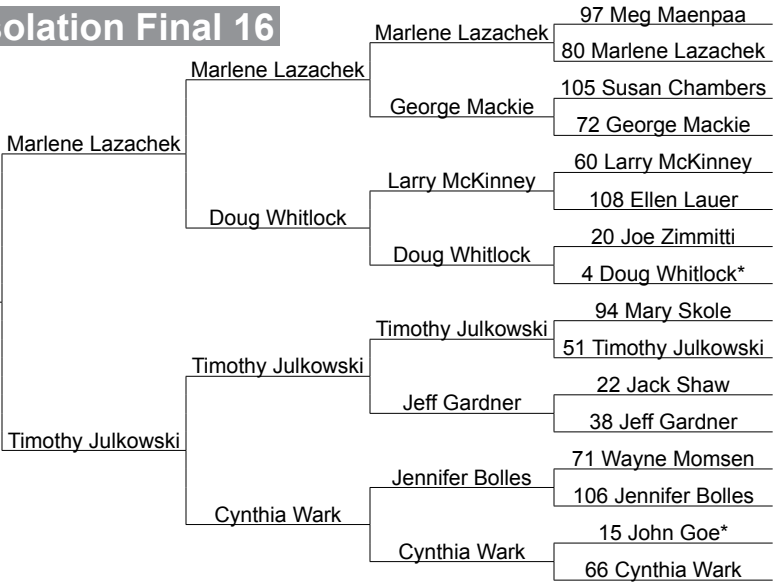 solation Final 16
97 Meg Maenpaa
Marlene Lazachek
80 Marlene Lazachek
Marlene Lazachek
105 Susan Chambers
George Mackie
72 George Mackie
Marlene Lazachek
60 Larry McKinney
Larry McKinney
108 Ellen Lauer
Doug Whitlock
20 Joe Zimmitti
Doug Whitlock
4 Doug Whitlock*
94 Mary Skole
Timothy Julkowski
51 Timothy Julkowski
Timothy Julkowski
22 Jack Shaw
Jeff Gardner
38 Jeff Gardner
Timothy Julkowski
71 Wayne Momsen
Jennifer Bolles
106 Jennifer Bolles
Cynthia Wark
15 John Goe*
Cynthia Wark
66 Cynthia Wark